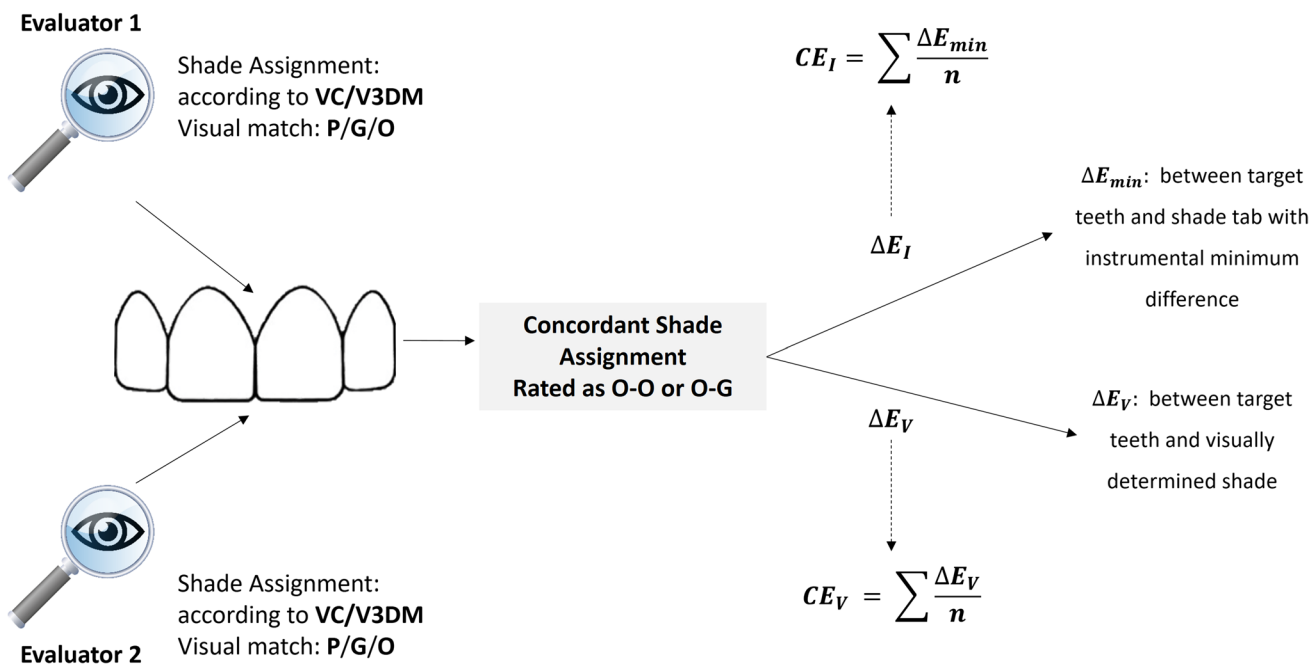 Evaluator 1
Shade Assignment:
according to VC/V3DM
Visual match: P/G/O
Concordant Shade
Assignment
Rated as O-O or O-G
Shade Assignment:
according to VC/V3DM
Visual match: P/G/O
Evaluator 2
CE_I = ∑ ΔE_min / n
ΔE_I
ΔE_min: between target
teeth and shade tab with
instrumental minimum
difference
ΔE_V
ΔE_V: between target
teeth and visually
determined shade
CE_V = ∑ ΔE_V / n